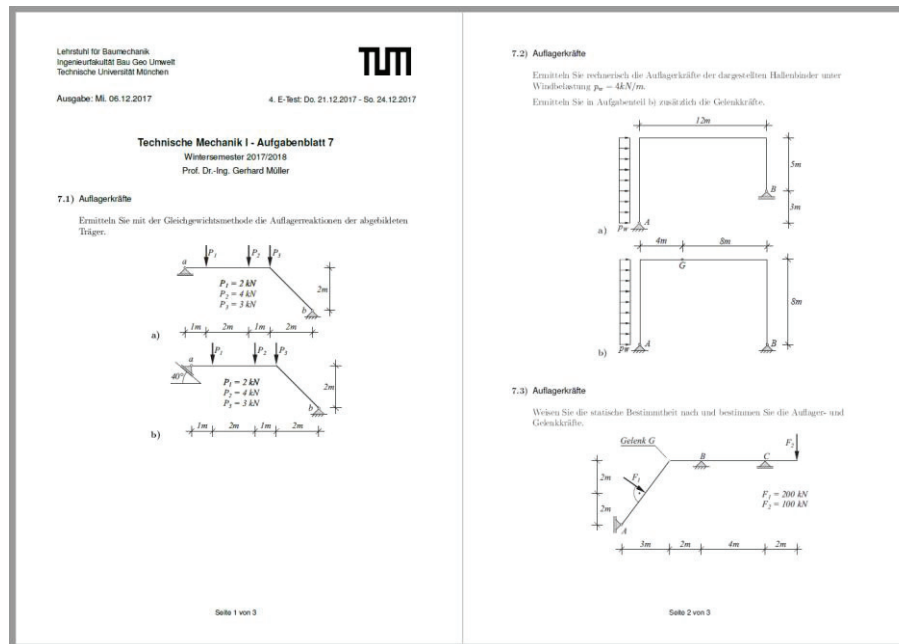 Lehrstuhl für Baumechanik
Ingenieurfakultät Bau Geo Umwelt
Technische Universität München
TUM
Ausgabe: Mi. 06.12.2017
4. E-Test: Do. 21.12.2017 - So. 24.12.2017
Technische Mechanik I - Aufgabenblatt 7
Wintersemester 2017/2018
Prof. Dr.-Ing. Gerhard Müller
7.1) Auflagerkräfte
Ermitteln Sie mit der Gleichgewichtsmethode die Auflagerreaktionen der abgebildeten
Träger.
P₁ P₂ P₃
a
P₁ = 2 kN
P₂ = 4 kN
P₃ = 3 kN
2m
b
1m 2m 1m 2m
a)
P₁ P₂ P₃
a
40°
P₁ = 2 kN
P₂ = 4 kN
P₃ = 3 kN
2m
b
1m 2m 1m 2m
b)
Seite 1 von 3
7.2) Auflagerkräfte
Ermitteln Sie rechnerisch die Auflagerkräfte der dargestellten Hallenbinder unter
Windbelastung pw = 4kN/m.
Ermitteln Sie in Aufgabenteil b) zusätzlich die Gelenkkräfte.
12m
5m
B
3m
A
pw
a)
4m 8m
G
8m
A B
pw
b)
7.3) Auflagerkräfte
Weisen Sie die statische Bestimmtheit nach und bestimmen Sie die Auflager- und
Gelenkkräfte.
Gelenk G
F₂
B C
2m
F₁
F₁ = 200 kN
F₂ = 100 kN
2m
A
3m 2m 4m 2m
Seite 2 von 3